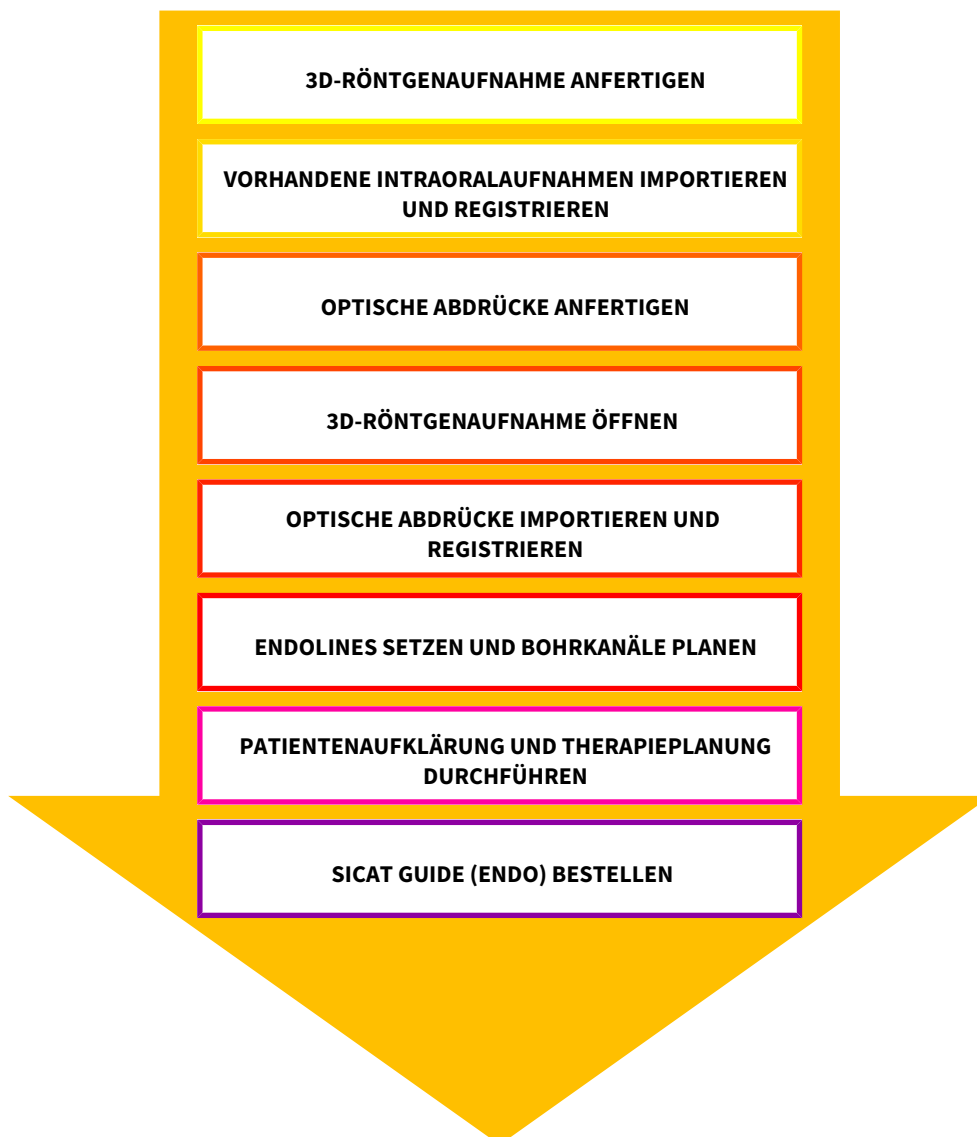 3D-RÖNTGENAUFNAHME ANFERTIGEN
VORHANDENE INTRAORALAUFNAHMEN IMPORTIEREN
UND REGISTRIEREN
OPTISCHE ABDRÜCKE ANFERTIGEN
3D-RÖNTGENAUFNAHME ÖFFNEN
OPTISCHE ABDRÜCKE IMPORTIEREN UND
REGISTRIEREN
ENDOLINES SETZEN UND BOHRKANÄLE PLANEN
PATIENTENAUFKLÄRUNG UND THERAPIEPLANUNG
DURCHFÜHREN
SICAT GUIDE (ENDO) BESTELLEN